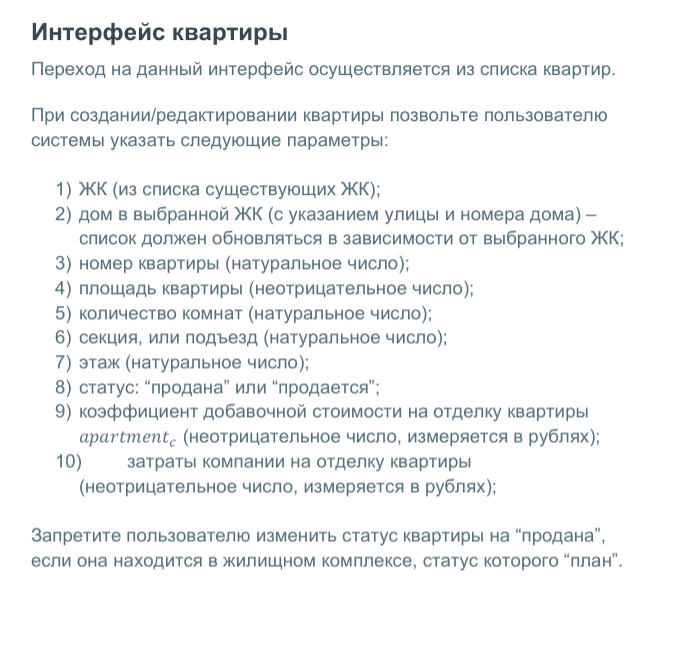 Интерфейс квартиры
Переход на данный интерфейс осуществляется из списка квартир.
При создании/редактировании квартиры позвольте пользователю
системы указать следующие параметры:
1) ЖК (из списка существующих ЖК);
2) дом в выбранной ЖК (с указанием улицы и номера дома) –
список должен обновляться в зависимости от выбранного ЖК;
3) номер квартиры (натуральное число);
4) площадь квартиры (неотрицательное число);
5) количество комнат (натуральное число);
6) секция, или подъезд (натуральное число);
7) этаж (натуральное число);
8) статус: “продана” или “продается”;
9) коэффициент добавочной стоимости на отделку квартиры
apartment_c (неотрицательное число, измеряется в рублях);
10) затраты компании на отделку квартиры
(неотрицательное число, измеряется в рублях);
Запретите пользователю изменить статус квартиры на “продана”,
если она находится в жилищном комплексе, статус которого “план”.